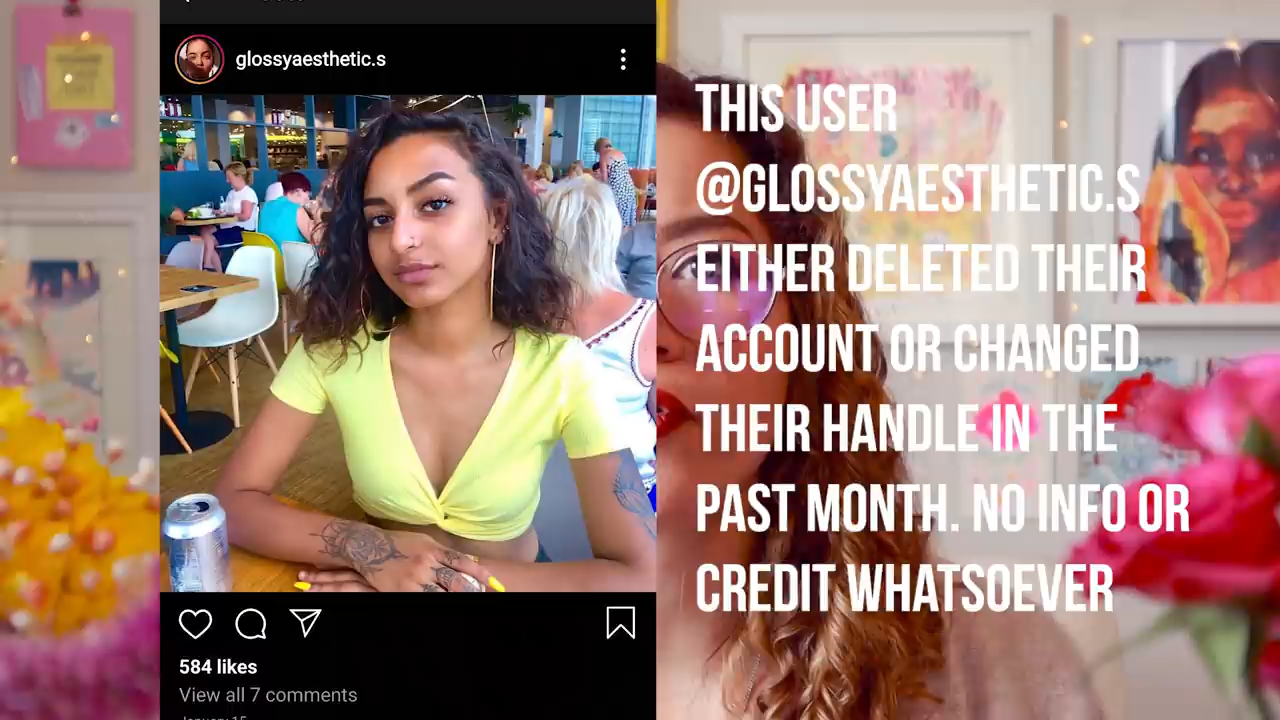 glossyaesthetic.s
584 likes
View all 7 comments
THIS USER
@GLOSSYAESTHETIC.S
EITHER DELETED THEIR
ACCOUNT OR CHANGED
THEIR HANDLE IN THE
PAST MONTH. NO INFO OR
CREDIT WHATSOEVER